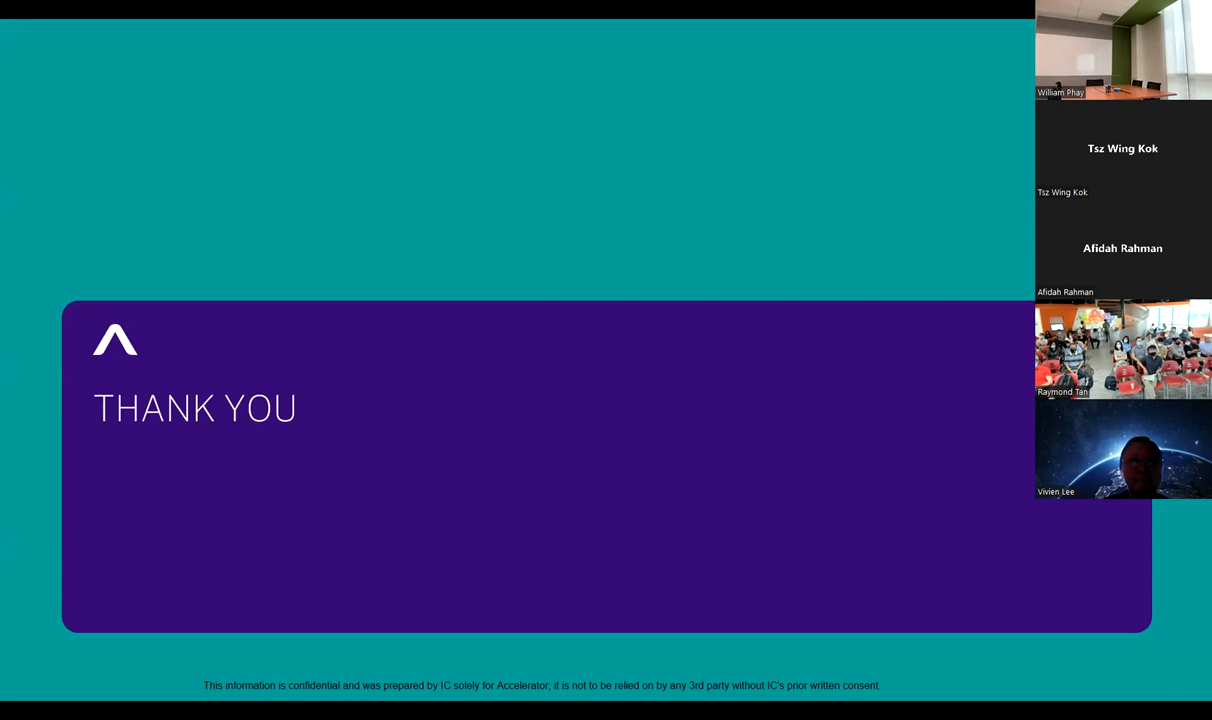 William Phay
Tsz Wing Kok
Tsz Wing Kok
Afidah Rahman
Afidah Rahman
Raymond Tan
Vivien Lee
THANK YOU
This information is confidential and was prepared by IC solely for Accelerator; it is not to be relied on by any 3rd party without IC's prior written consent